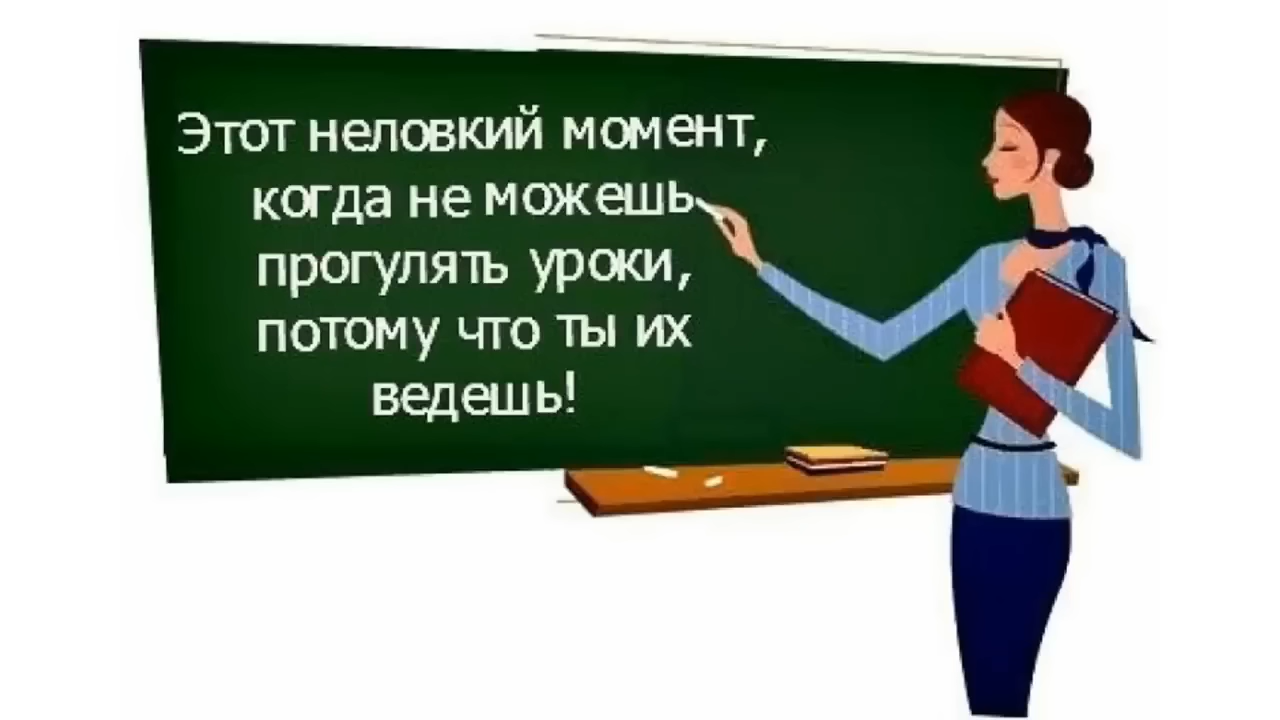 Этот неловкий момент,
когда не можешь
прогулять уроки,
потому что ты их
ведешь!